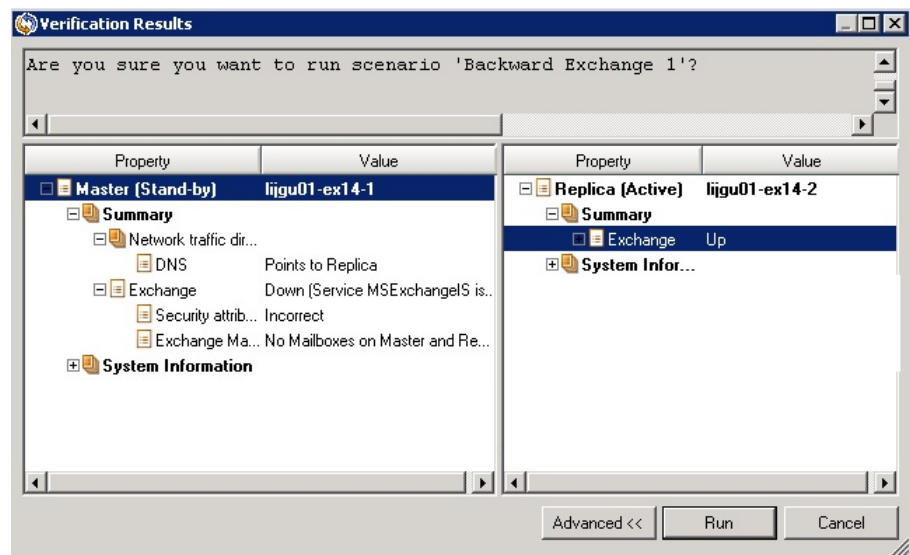 Verification Results
Are you sure you want to run scenario 'Backward Exchange 1'?
Property Value
Master (Stand-by) lijgu01-ex14-1
Summary
Network traffic dir...
DNS Points to Replica
Exchange Down (Service MSExchangeIS is..
Security attrib... Incorrect
Exchange Ma... No Mailboxes on Master and Re...
System Information
Property Value
Replica (Active) lijgu01-ex14-2
Summary
Exchange Up
System Infor...
Advanced << Run Cancel